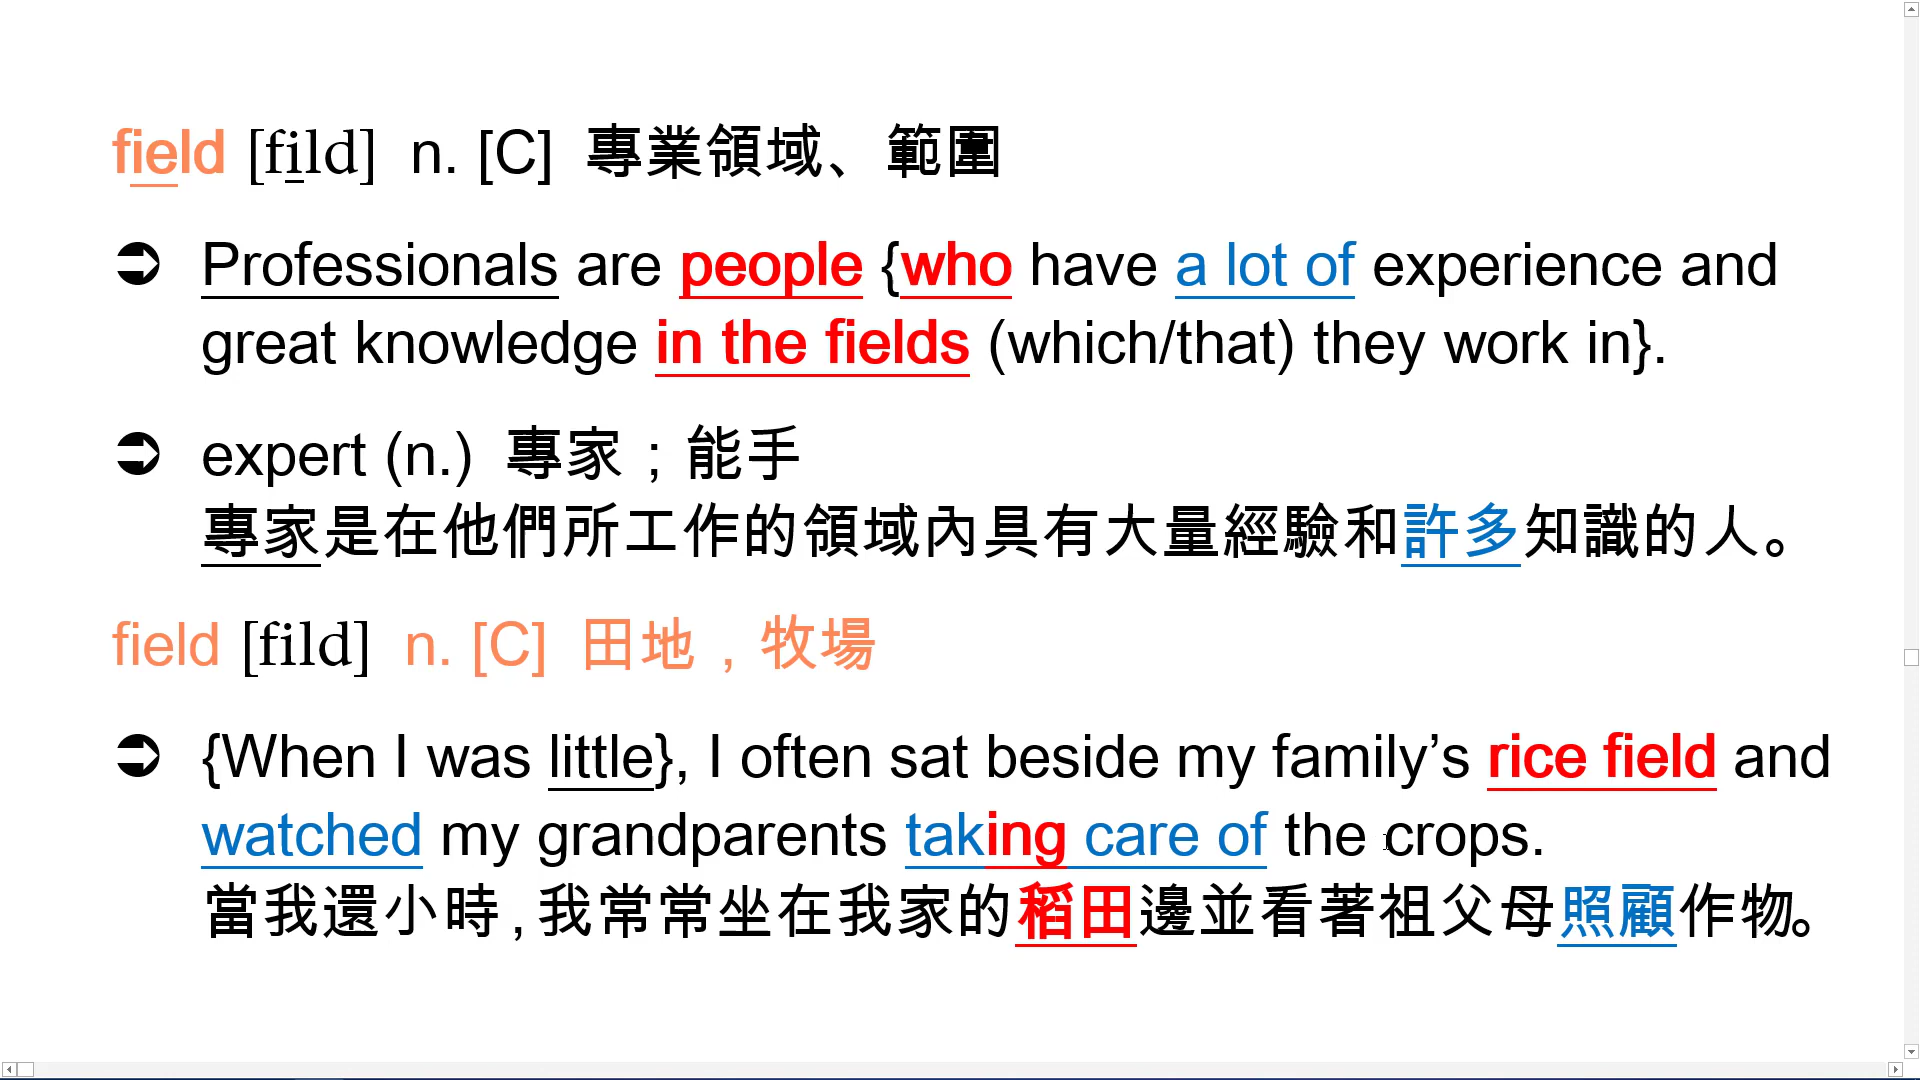 field [fild] n. [C] 專業領域、範圍
➲ Professionals are people {who have a lot of experience and
great knowledge in the fields (which/that) they work in}.
➲ expert (n.) 專家；能手
專家是在他們所工作的領域內具有大量經驗和許多知識的人。
field [fild] n. [C] 田地，牧場
➲ {When I was little}, I often sat beside my family’s rice field and
watched my grandparents taking care of the crops.
當我還小時，我常常坐在我家的稻田邊並看著祖父母照顧作物。